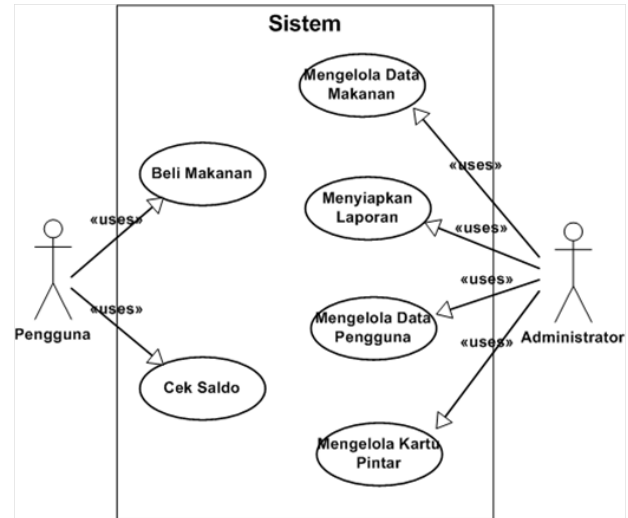 Sistem
Mengelola Data
Makanan
Beli Makanan
«uses»
Menyiapkan
Laporan
«uses»
«uses»
«uses»
Pengguna
«uses»
Mengelola Data
Pengguna
Administrator
«uses»
Cek Saldo
Mengelola Kartu
Pintar